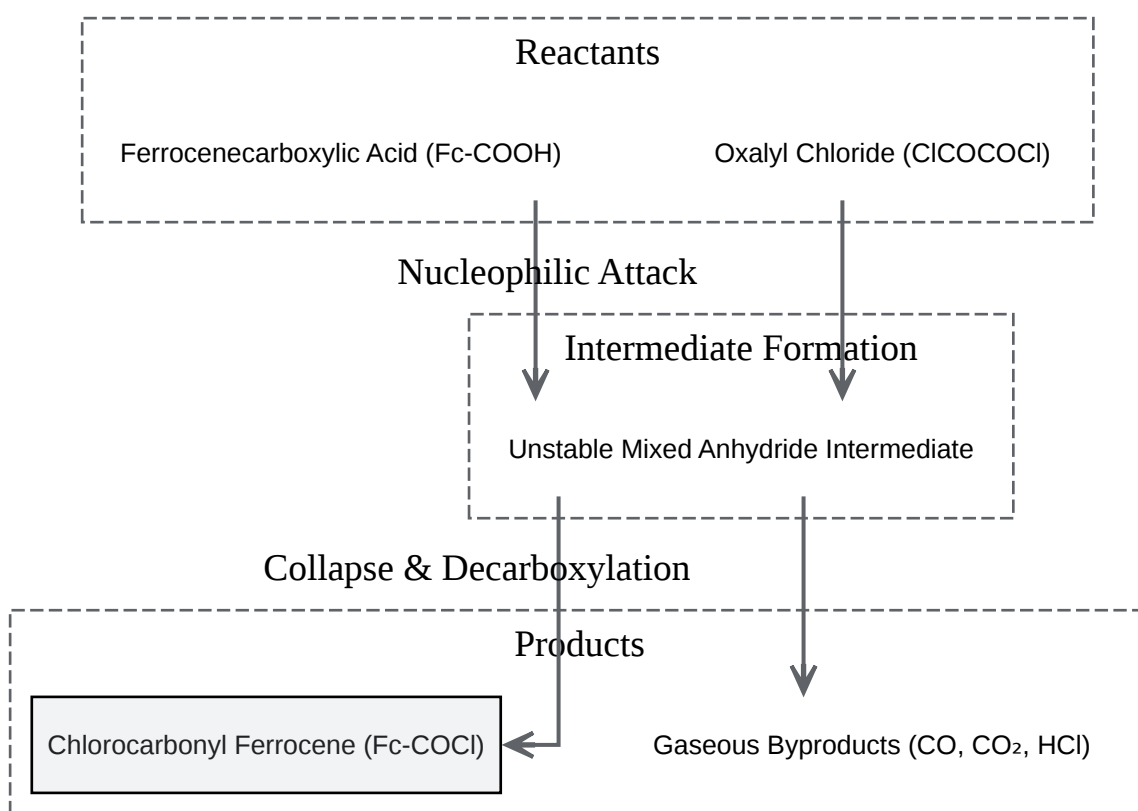 Reactants
Ferrocenecarboxylic Acid (Fc-COOH)
Oxalyl Chloride (ClCOCOCl)
Nucleophilic Attack
Intermediate Formation
Unstable Mixed Anhydride Intermediate
Collapse & Decarboxylation
Products
Chlorocarbonyl Ferrocene (Fc-COCl)
Gaseous Byproducts (CO, CO₂, HCl)